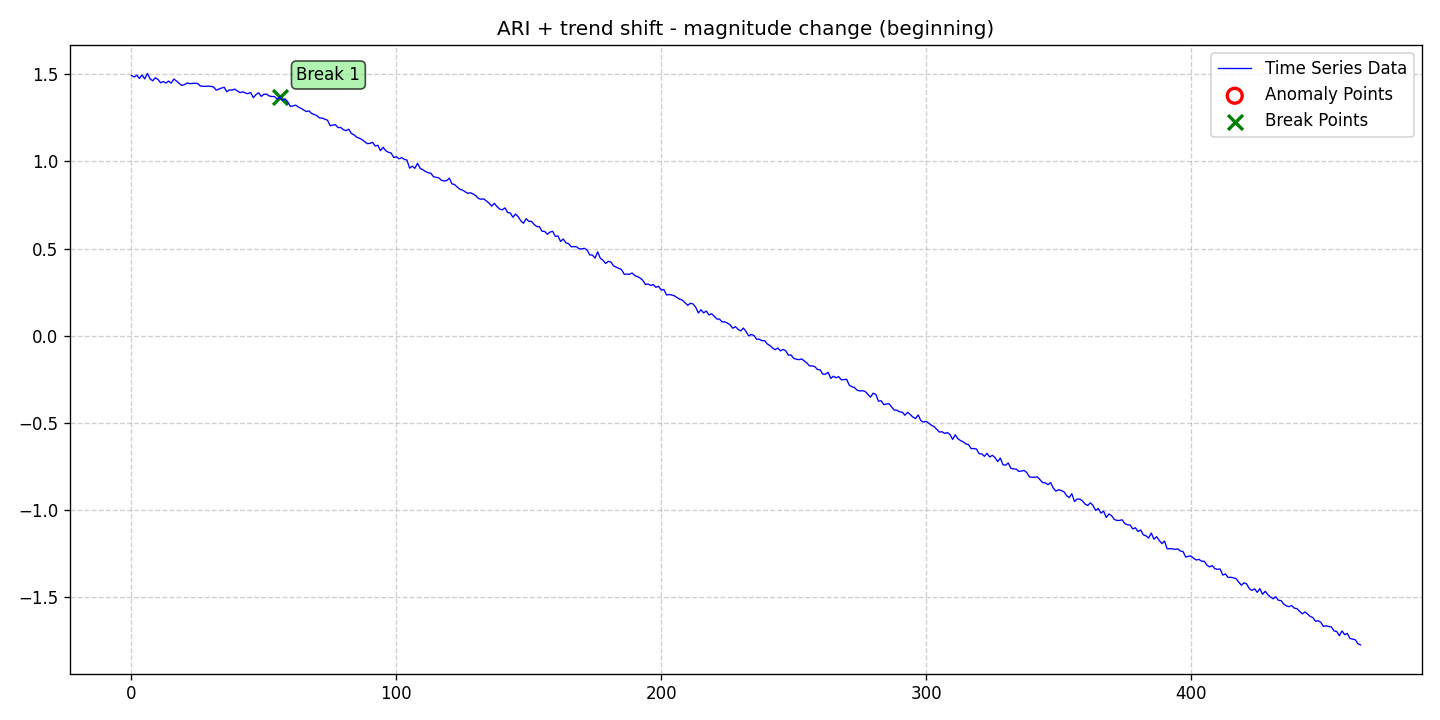 ARI + trend shift - magnitude change (beginning)
Break 1
Time Series Data
Anomaly Points
Break Points
1.5
1.0
0.5
0.0
−0.5
−1.0
−1.5
0 100 200 300 400